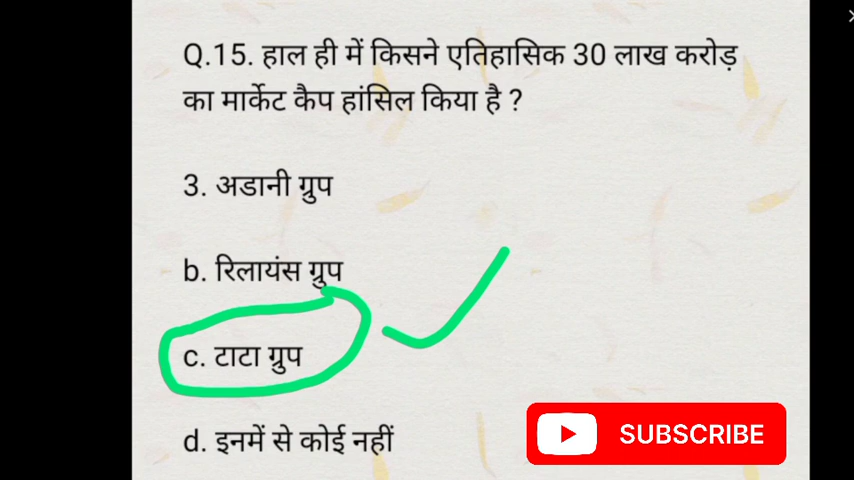 Q.15. हाल ही में किसने एतिहासिक 30 लाख करोड़
का मार्केट कैप हांसिल किया है ?
3. अडानी ग्रुप
b. रिलायंस ग्रुप
c. टाटा ग्रुप
d. इनमें से कोई नहीं
SUBSCRIBE